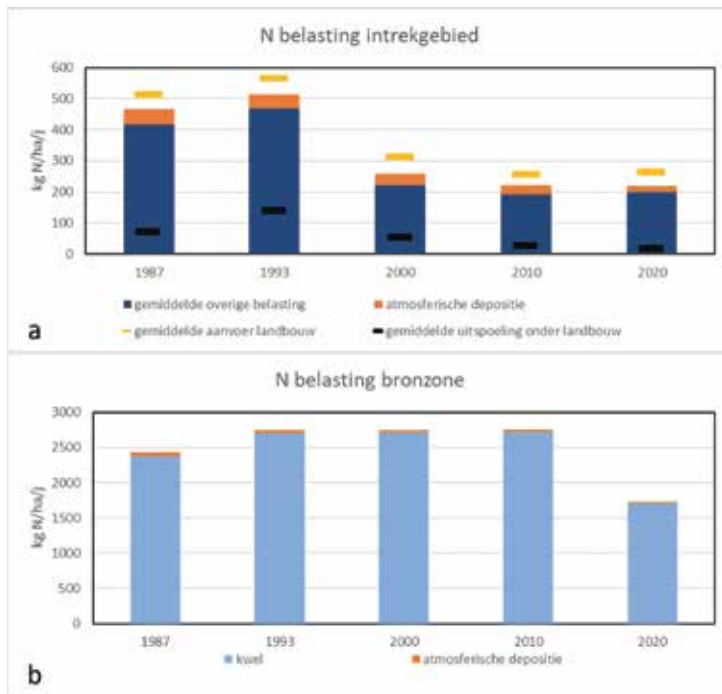 N belasting intrekgebied
600
500
400
300
200
100
0
kg N/ha/j
1987 1993 2000 2010 2020
gemiddelde overige belasting atmosferische depositie
gemiddelde aanvoer landbouw gemiddelde uitspoeling onder landbouw
a
N belasting bronzone
3000
2500
2000
1500
1000
500
0
kg N/ha/j
1987 1993 2000 2010 2020
kwel atmosferische depositie
b